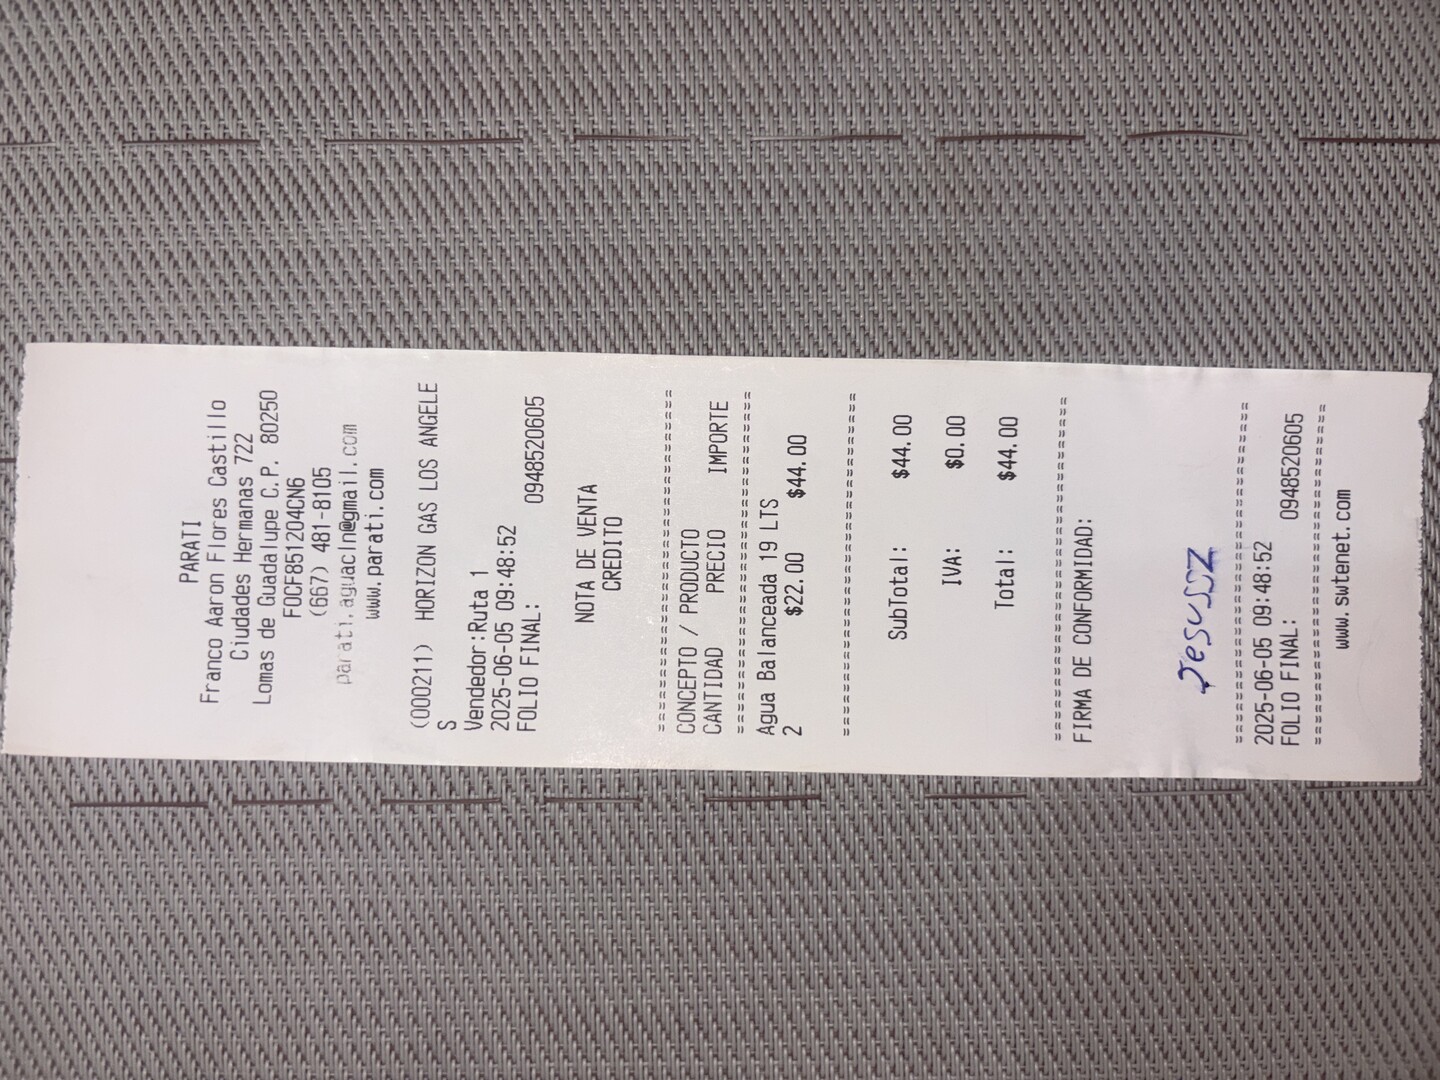 PARATI
Franco Aaron Flores Castillo
Ciudades Hermanas 722
Lomas de Guadalupe C.P. 80250
FOCF851204CN6
(667) 481-8105
parati.aguacln@gmail.com
www.parati.com
(000211) HORIZON GAS LOS ANGELE
S
Vendedor:Ruta 1
2025-06-05 09:48:52
FOLIO FINAL: 0948520605
NOTA DE VENTA
CREDITO
==============================
CONCEPTO / PRODUCTO
CANTIDAD PRECIO IMPORTE
==============================
Agua Balanceada 19 LTS
2 $22.00 $44.00
==============================
SubTotal: $44.00
IVA: $0.00
Total: $44.00
==============================
FIRMA DE CONFORMIDAD:
==============================
2025-06-05 09:48:52
FOLIO FINAL: 0948520605
==============================
www.swtenet.com